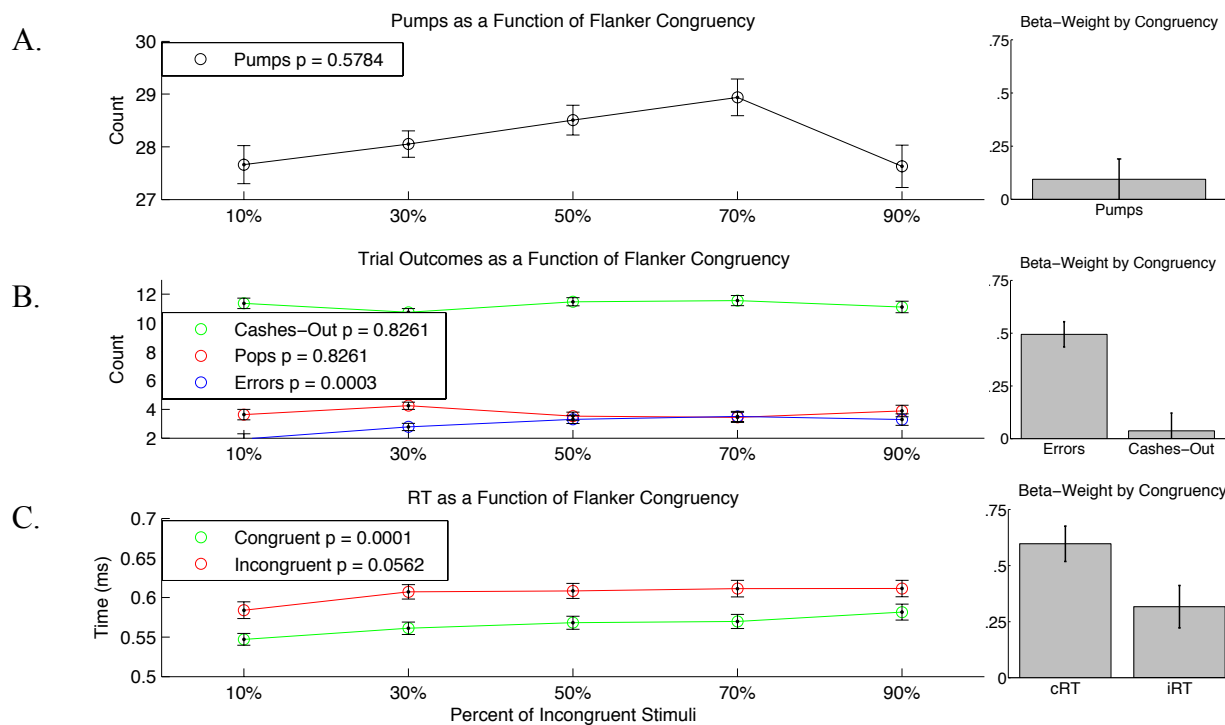 A.
Pumps as a Function of Flanker Congruency
30
29
28
27
Count
Pumps p = 0.5784
10% 30% 50% 70% 90%
Beta−Weight by Congruency
.75
.5
.25
0
Pumps
B.
Trial Outcomes as a Function of Flanker Congruency
12
10
8
6
4
2
Count
Cashes−Out p = 0.8261
Pops p = 0.8261
Errors p = 0.0003
10% 30% 50% 70% 90%
Beta−Weight by Congruency
.75
.5
.25
0
Errors Cashes−Out
C.
RT as a Function of Flanker Congruency
0.7
0.65
0.6
0.55
0.5
Time (ms)
Congruent p = 0.0001
Incongruent p = 0.0562
10% 30% 50% 70% 90%
Percent of Incongruent Stimuli
Beta−Weight by Congruency
.75
.5
.25
0
cRT iRT